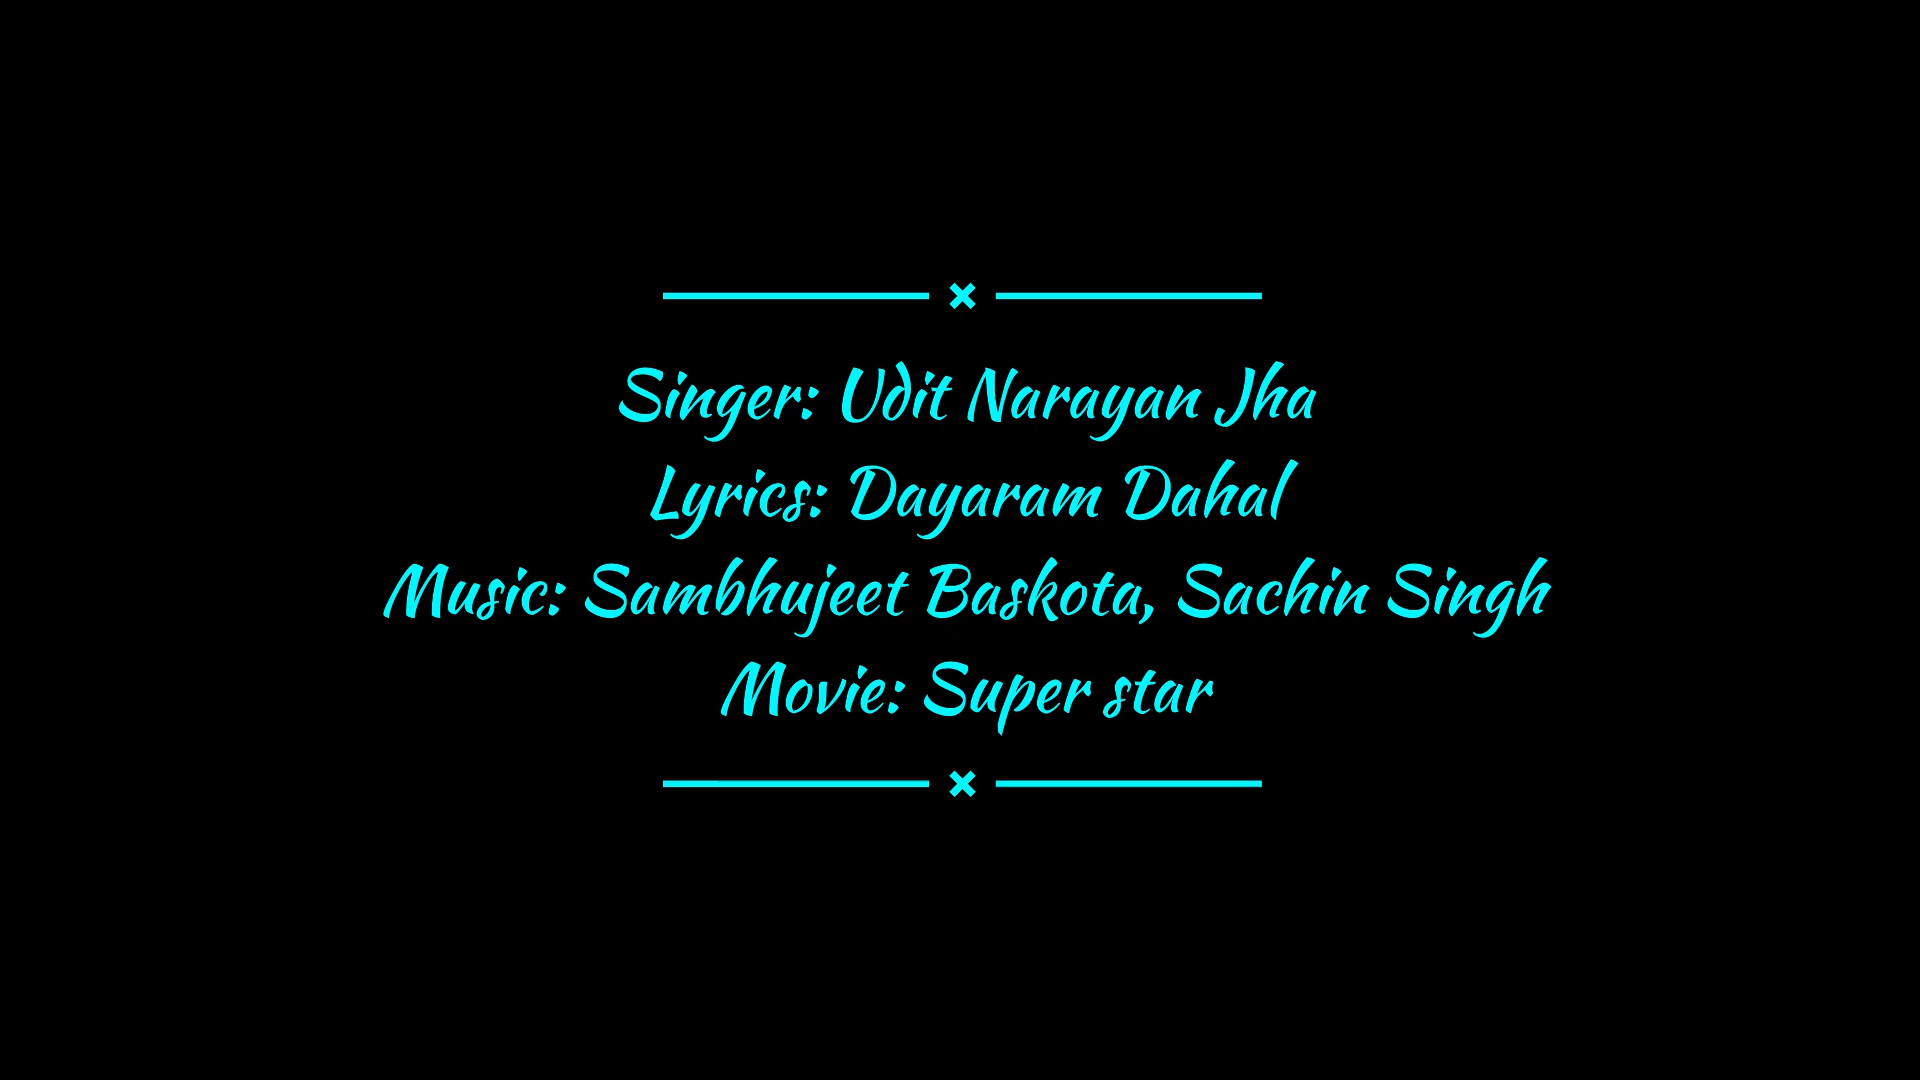 Singer: Udit Narayan Jha
Lyrics: Dayaram Dahal
Music: Sambhujeet Baskota, Sachin Singh
Movie: Super star